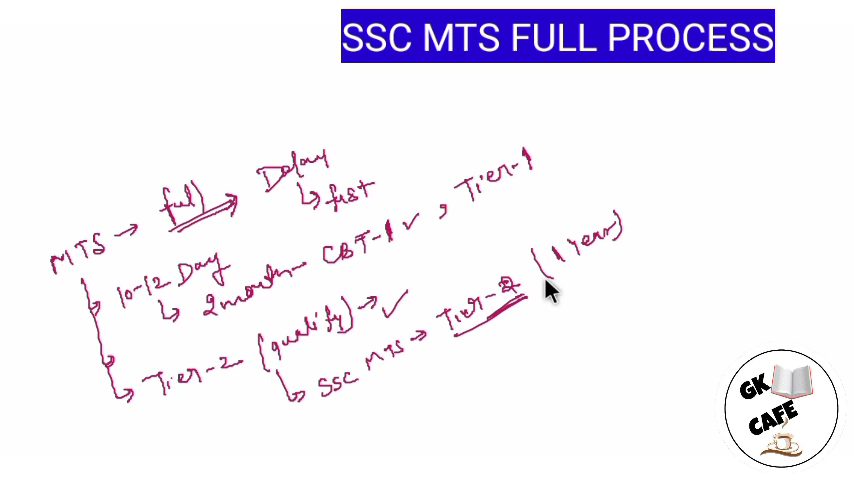 SSC MTS FULL PROCESS
MTS → full → Delay
↳ fast
10-12 Day
↳ 2 month - CBT-1 ✓, Tier-1
Tier-2 (qualify) → ✓
↳ SSC MTS → Tier-2 (1 Year)
GK
CAFE